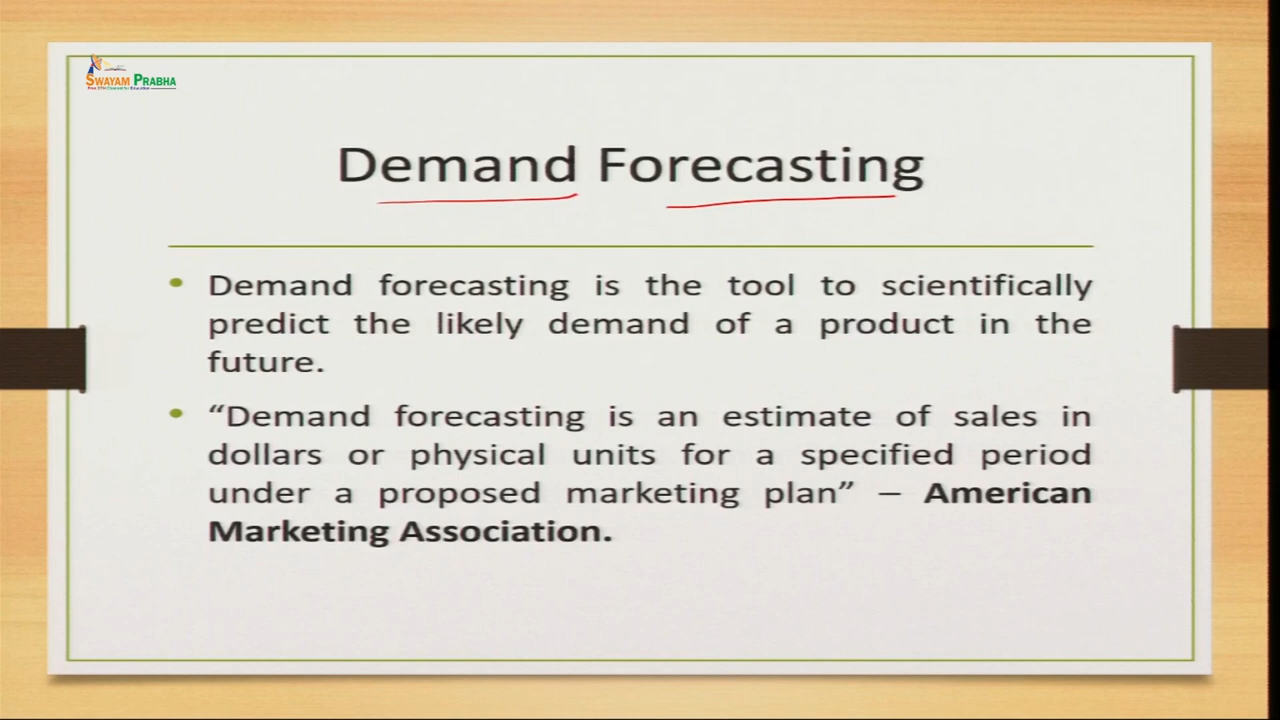 SWAYAM PRABHA
Demand Forecasting
• Demand forecasting is the tool to scientifically
predict the likely demand of a product in the
future.
• “Demand forecasting is an estimate of sales in
dollars or physical units for a specified period
under a proposed marketing plan” – American
Marketing Association.